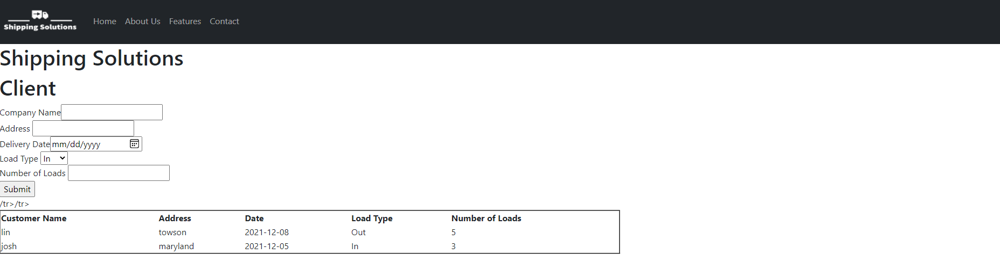 Shipping Solutions
Home About Us Features Contact
Shipping Solutions
Client
Company Name
Address
Delivery Date mm/dd/yyyy
Load Type In
Number of Loads
Submit
/tr>/tr>
Customer Name Address Date Load Type Number of Loads
lin towson 2021-12-08 Out 5
josh maryland 2021-12-05 In 3